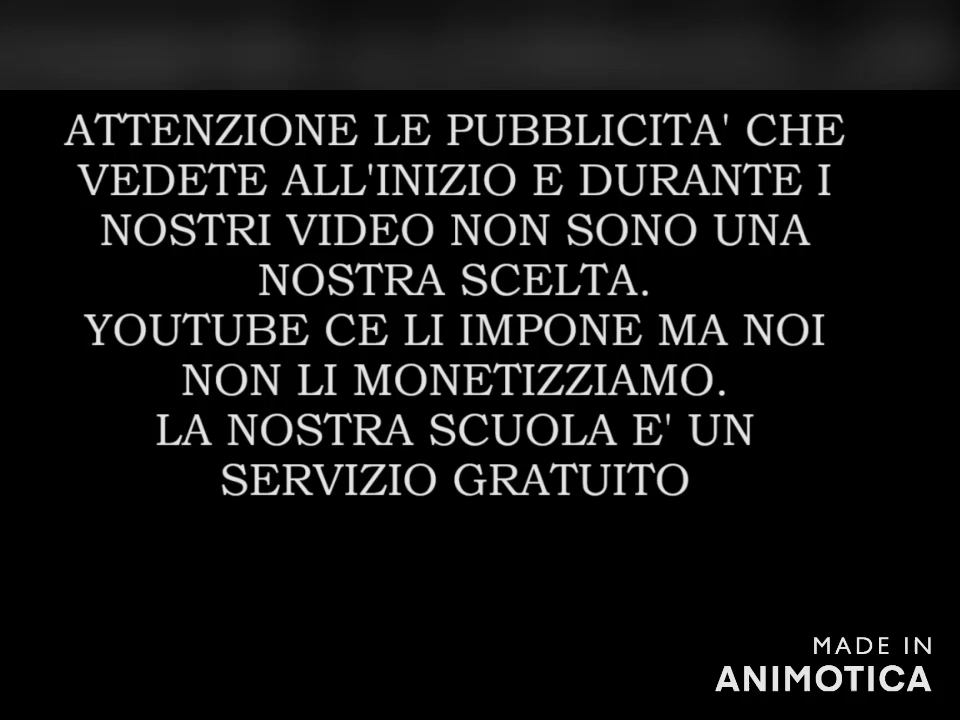 ATTENZIONE LE PUBBLICITA' CHE
VEDETE ALL'INIZIO E DURANTE I
NOSTRI VIDEO NON SONO UNA
NOSTRA SCELTA.
YOUTUBE CE LI IMPONE MA NOI
NON LI MONETIZZIAMO.
LA NOSTRA SCUOLA E' UN
SERVIZIO GRATUITO
MADE IN
ANIMOTICA